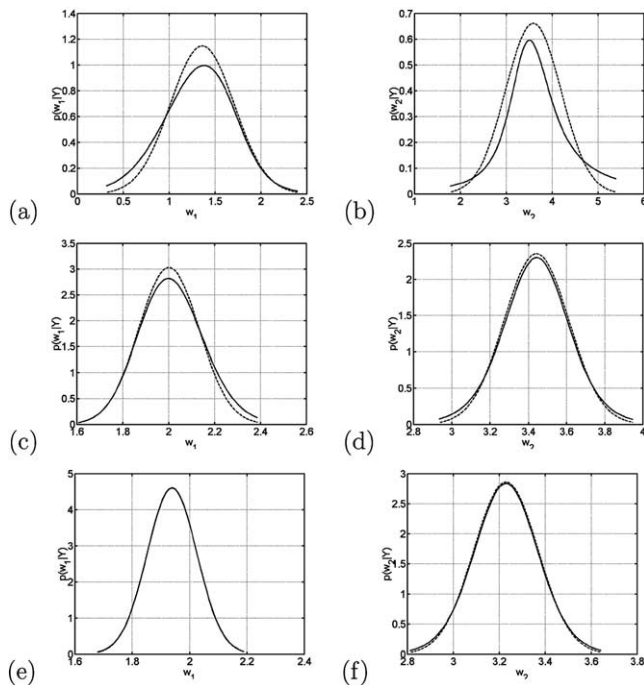 (a)
p(w1|Y)
1.4
1.2
1
0.8
0.6
0.4
0.2
0
0 0.5 1 1.5 2 2.5
w1
(b)
p(w2|Y)
0.7
0.6
0.5
0.4
0.3
0.2
0.1
0
1 2 3 4 5 6
w2
(c)
p(w1|Y)
3.5
3
2.5
2
1.5
1
0.5
0
1.6 1.8 2 2.2 2.4 2.6
w1
(d)
p(w2|Y)
2.5
2
1.5
1
0.5
0
2.8 3 3.2 3.4 3.6 3.8 4
w2
(e)
p(w1|Y)
5
4
3
2
1
0
1.6 1.8 2 2.2 2.4
w1
(f)
p(w2|Y)
3
2.5
2
1.5
1
0.5
0
2.8 3 3.2 3.4 3.6 3.8
w2